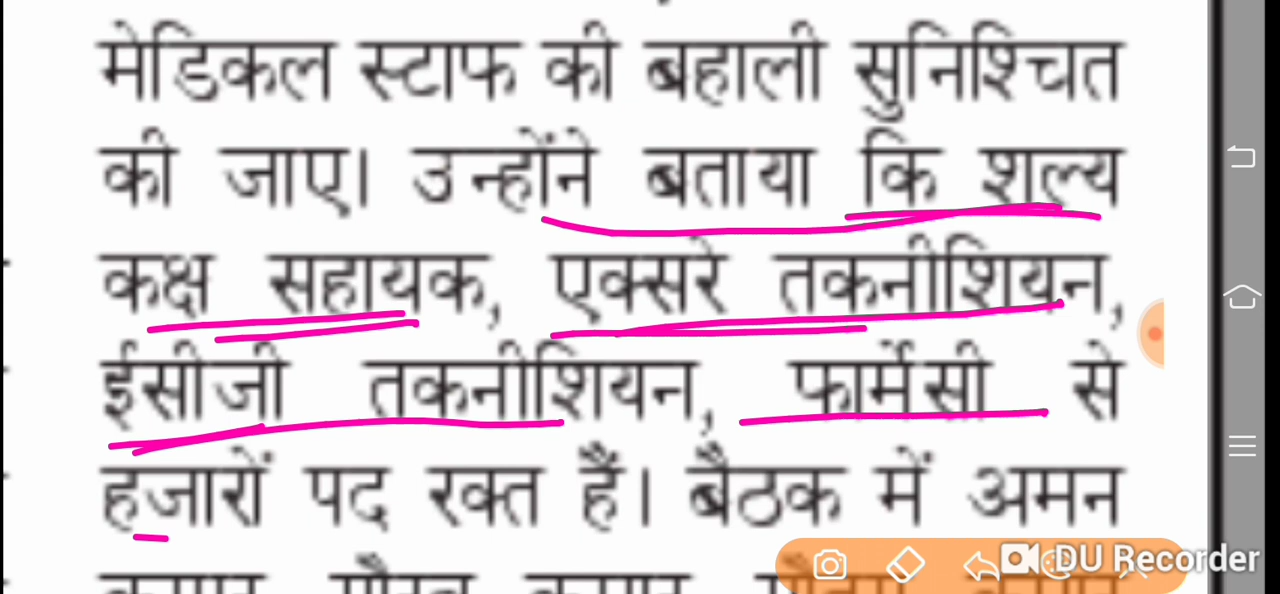 मेडिकल स्टाफ की बहाली सुनिश्चित
की जाए। उन्होंने बताया कि शल्य
कक्ष सहायक, एक्सरे तकनीशियन,
ईसीजी तकनीशियन, फार्मेसी से
हजारों पद रक्त हैं। बैठक में अमन
DU Recorder